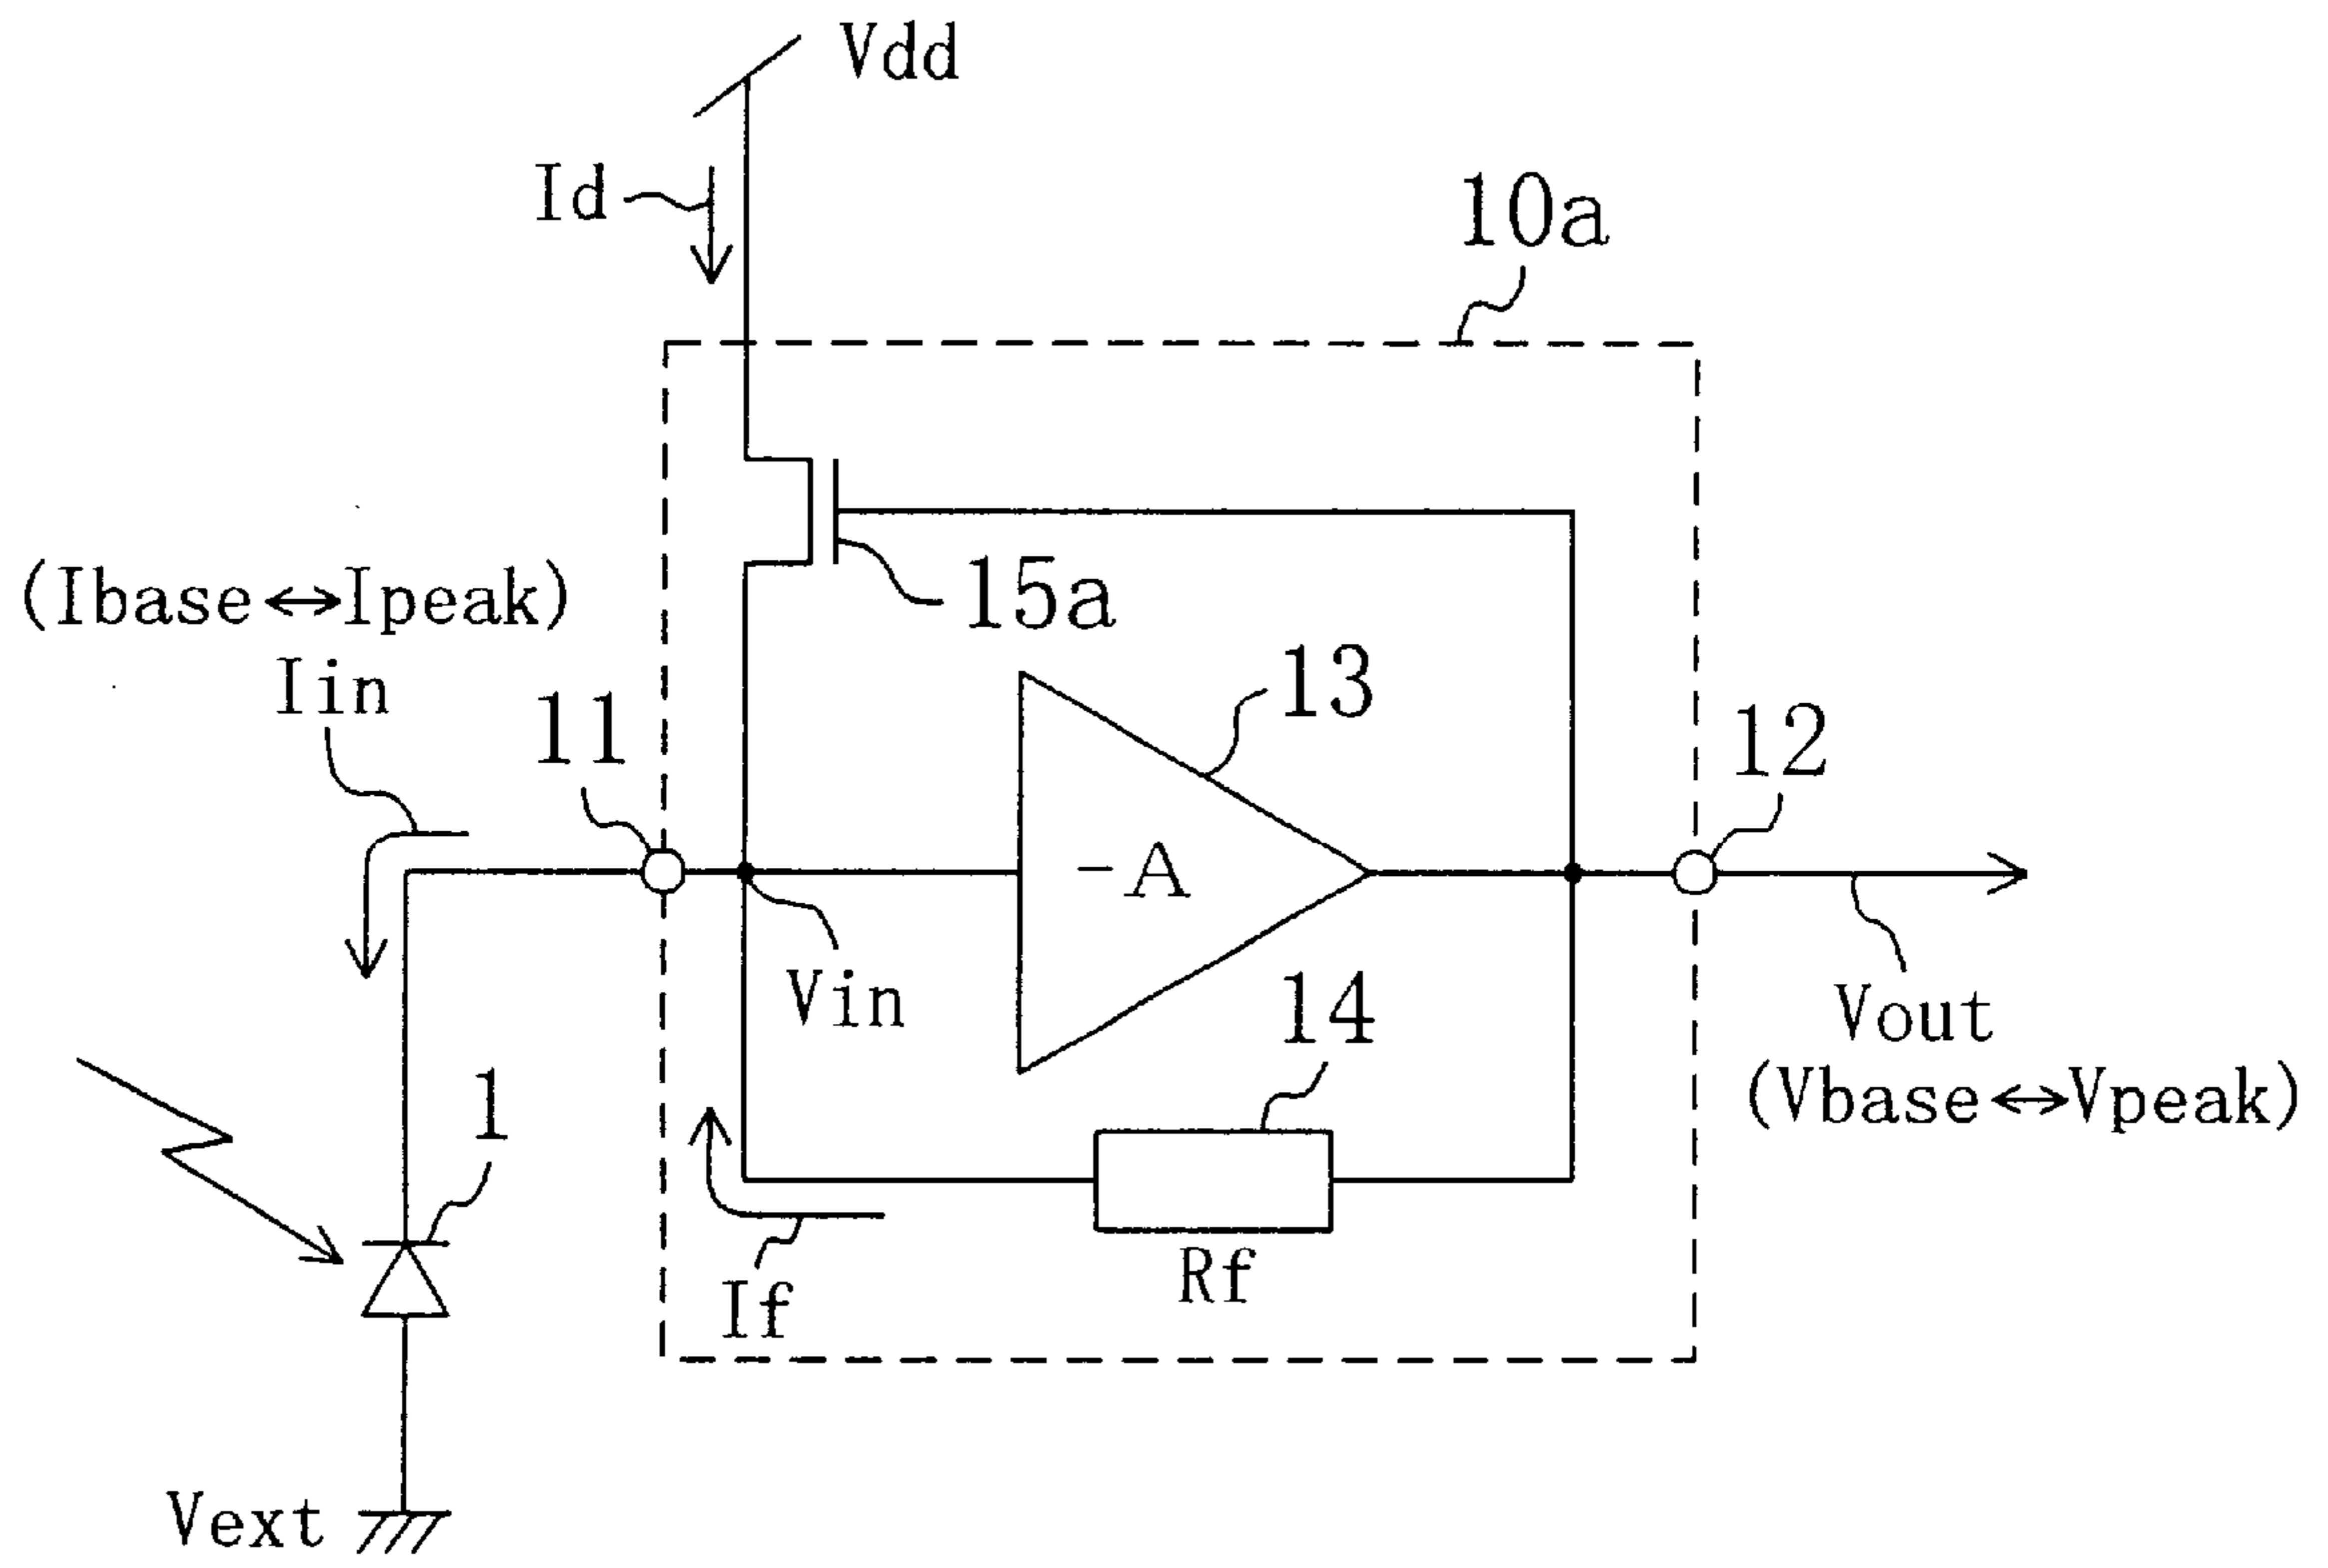 Vdd
Id
10a
15a
(Ibase↔Ipeak)
Iin
11
13
12
-A
Vin
14
Vout
(Vbase↔Vpeak)
1
If
Rf
Vext